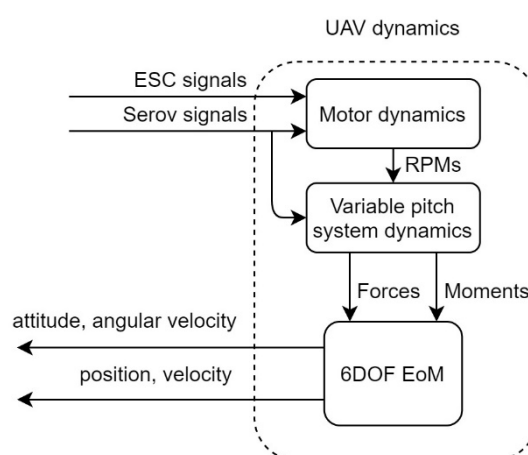 UAV dynamics
ESC signals
Serov signals
Motor dynamics
RPMs
Variable pitch
system dynamics
Forces
Moments
attitude, angular velocity
position, velocity
6DOF EoM